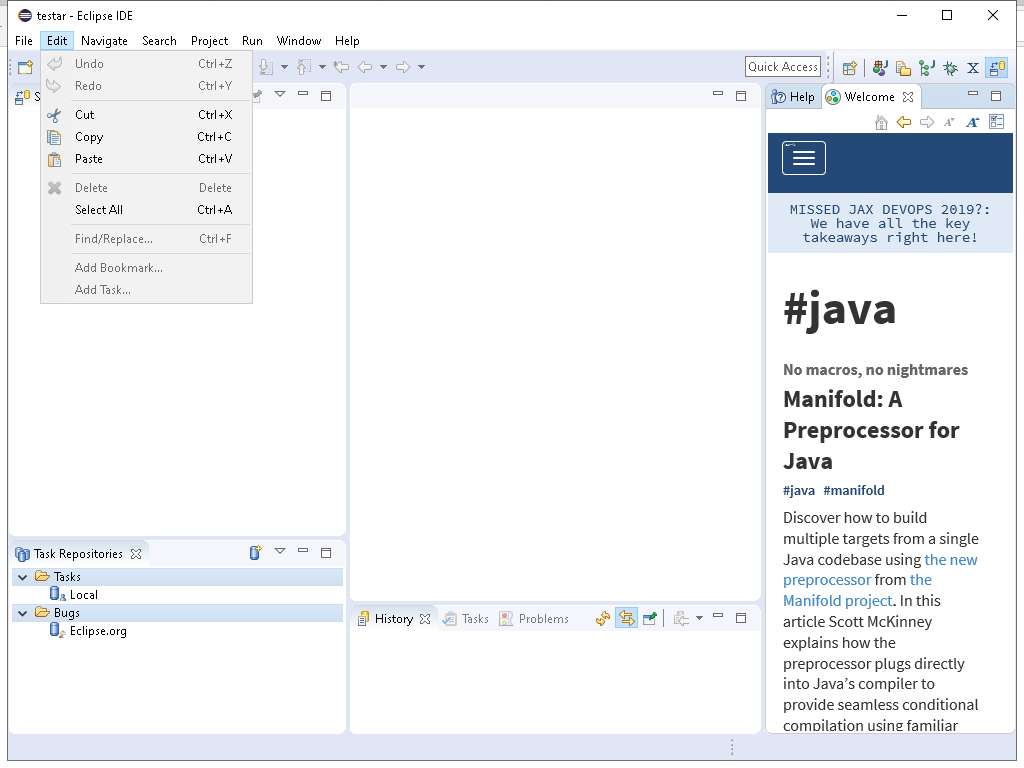 testar - Eclipse IDE
File Edit Navigate Search Project Run Window Help
Undo Ctrl+Z
Redo Ctrl+Y
Cut Ctrl+X
Copy Ctrl+C
Paste Ctrl+V
Delete Delete
Select All Ctrl+A
Find/Replace... Ctrl+F
Add Bookmark...
Add Task...
Quick Access
S
Help Welcome
MISSED JAX DEVOPS 2019?:
We have all the key
takeaways right here!
#java
No macros, no nightmares
Manifold: A
Preprocessor for
Java
#java #manifold
Discover how to build
multiple targets from a single
Java codebase using the new
preprocessor from the
Manifold project. In this
article Scott McKinney
explains how the
preprocessor plugs directly
into Java’s compiler to
provide seamless conditional
compilation using familiar
Task Repositories
Tasks
Local
Bugs
Eclipse.org
History Tasks Problems